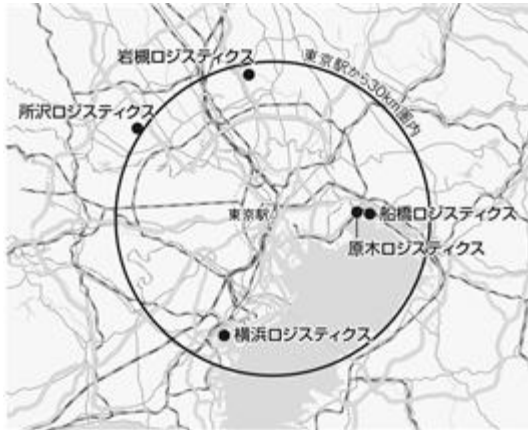 岩槻ロジスティクス
東京駅から30km圏内
所沢ロジスティクス
東京駅
船橋ロジスティクス
原木ロジスティクス
横浜ロジスティクス